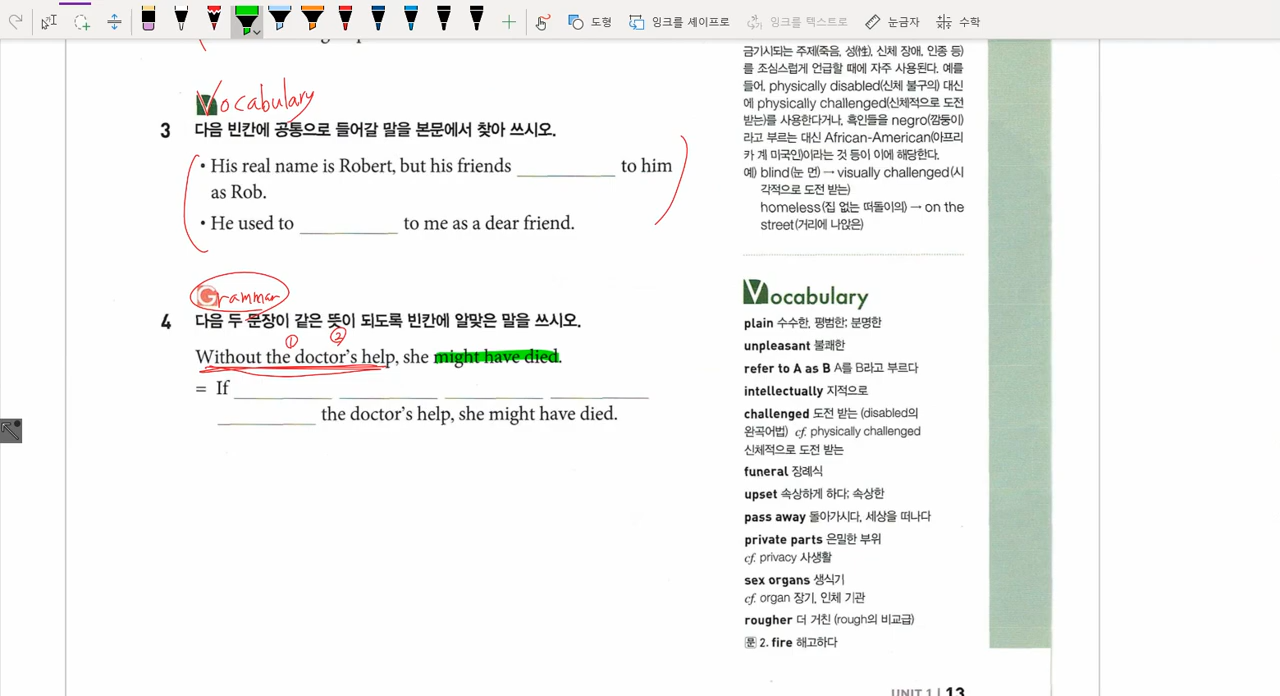 도형
잉크를 셰이프로
잉크를 텍스트로
눈금자
수학
Vocabulary
3 다음 빈칸에 공통으로 들어갈 말을 본문에서 찾아 쓰시오.
• His real name is Robert, but his friends ________ to him
as Rob.
• He used to ________ to me as a dear friend.
Grammar
4 다음 두 문장이 같은 뜻이 되도록 빈칸에 알맞은 말을 쓰시오.
① ②
Without the doctor's help, she might have died.
= If ________ ________ ________ ________
________ the doctor's help, she might have died.
금기시되는 주제(죽음, 성(性), 신체 장애, 인종 등)
를 조심스럽게 언급할 때에 자주 사용된다. 예를
들어, physically disabled(신체 불구의) 대신
에 physically challenged(신체적으로 도전
받는)를 사용한다거나, 흑인들을 negro(깜둥이)
라고 부르는 대신 African-American(아프리
카 계 미국인)이라는 것 등이 이에 해당한다.
예) blind(눈 먼) → visually challenged(시
각적으로 도전 받는)
homeless(집 없는 떠돌이의) → on the
street(거리에 나앉은)
Vocabulary
plain 수수한, 평범한; 분명한
unpleasant 불쾌한
refer to A as B A를 B라고 부르다
intellectually 지적으로
challenged 도전 받는 (disabled의
완곡어법) cf. physically challenged
신체적으로 도전 받는
funeral 장례식
upset 속상하게 하다; 속상한
pass away 돌아가시다, 세상을 떠나다
private parts 은밀한 부위
cf. privacy 사생활
sex organs 생식기
cf. organ 장기, 인체 기관
rougher 더 거친 (rough의 비교급)
문 2. fire 해고하다
UNIT 1 | 13